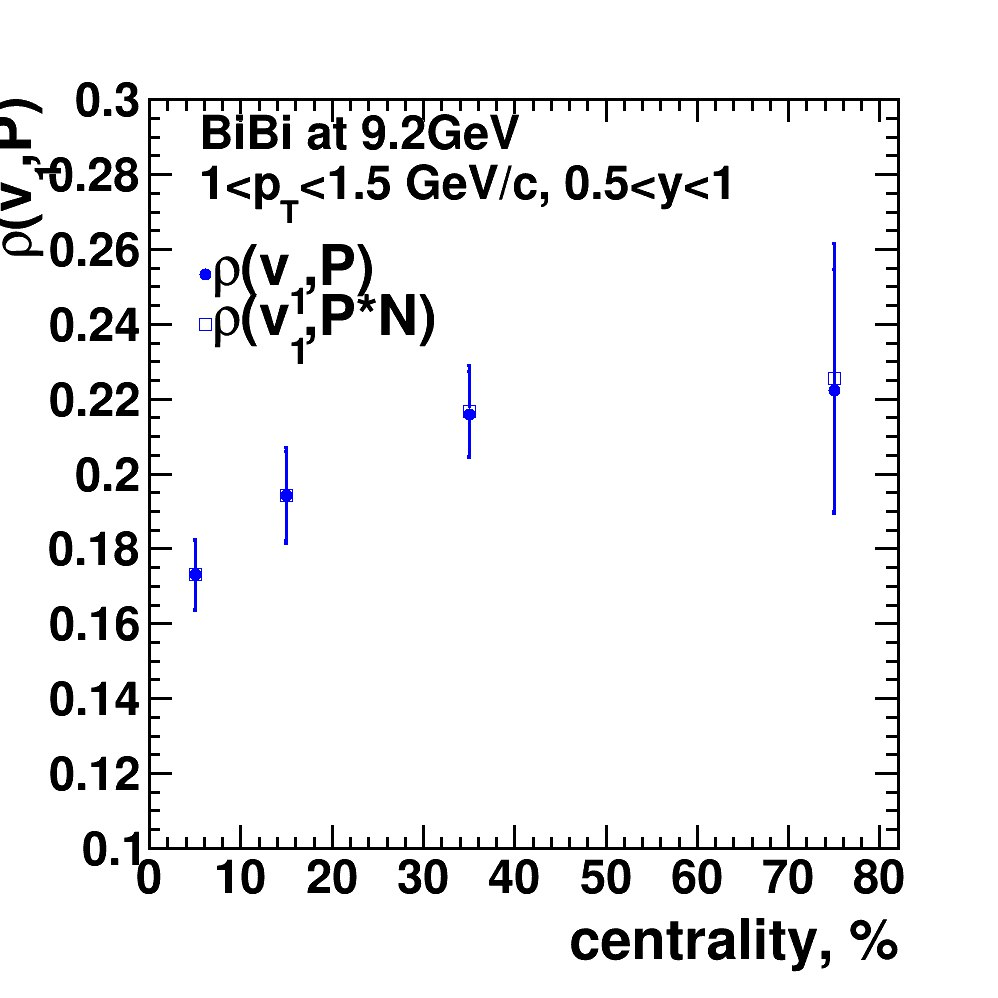 ρ(v₁,P)
0.3
0.28
0.26
0.24
0.22
0.2
0.18
0.16
0.14
0.12
0.1
BiBi at 9.2GeV
1<p_T<1.5 GeV/c, 0.5<y<1
ρ(v₁,P)
ρ(v₁,P*N)
0 10 20 30 40 50 60 70 80
centrality, %